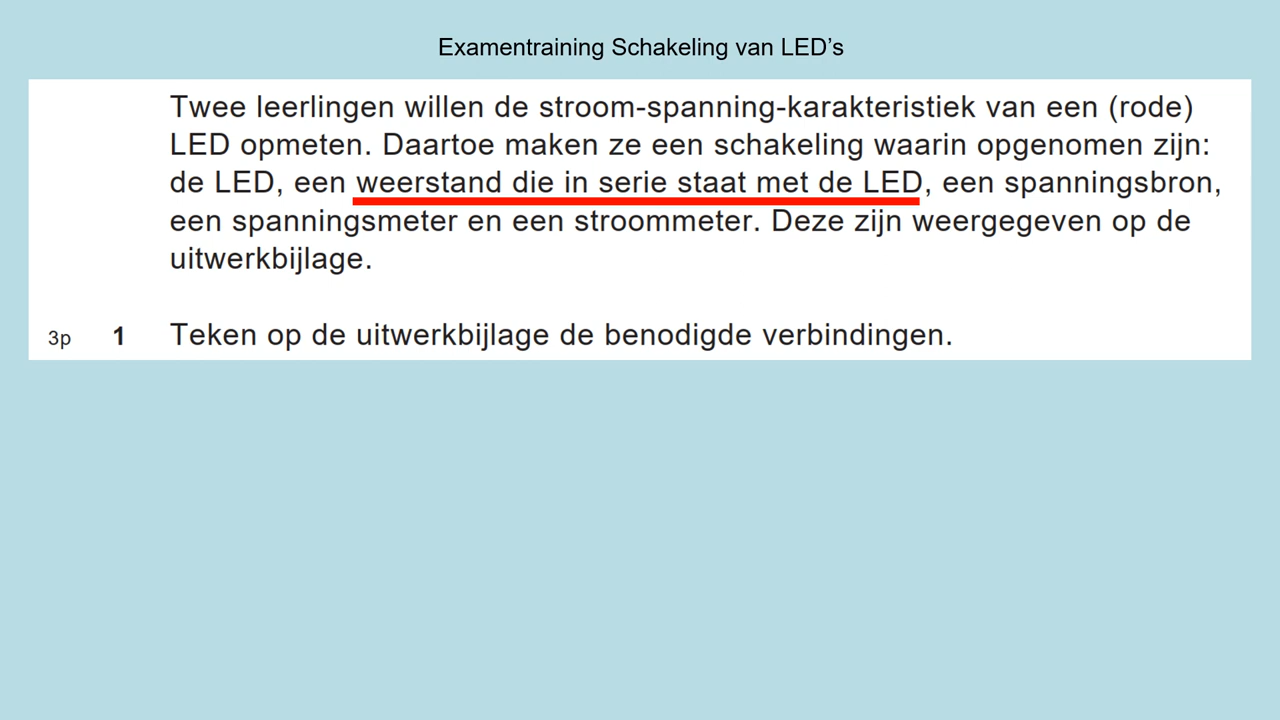 Examentraining Schakeling van LED’s
Twee leerlingen willen de stroom-spanning-karakteristiek van een (rode)
LED opmeten. Daartoe maken ze een schakeling waarin opgenomen zijn:
de LED, een weerstand die in serie staat met de LED, een spanningsbron,
een spanningsmeter en een stroommeter. Deze zijn weergegeven op de
uitwerkbijlage.
3p 1 Teken op de uitwerkbijlage de benodigde verbindingen.